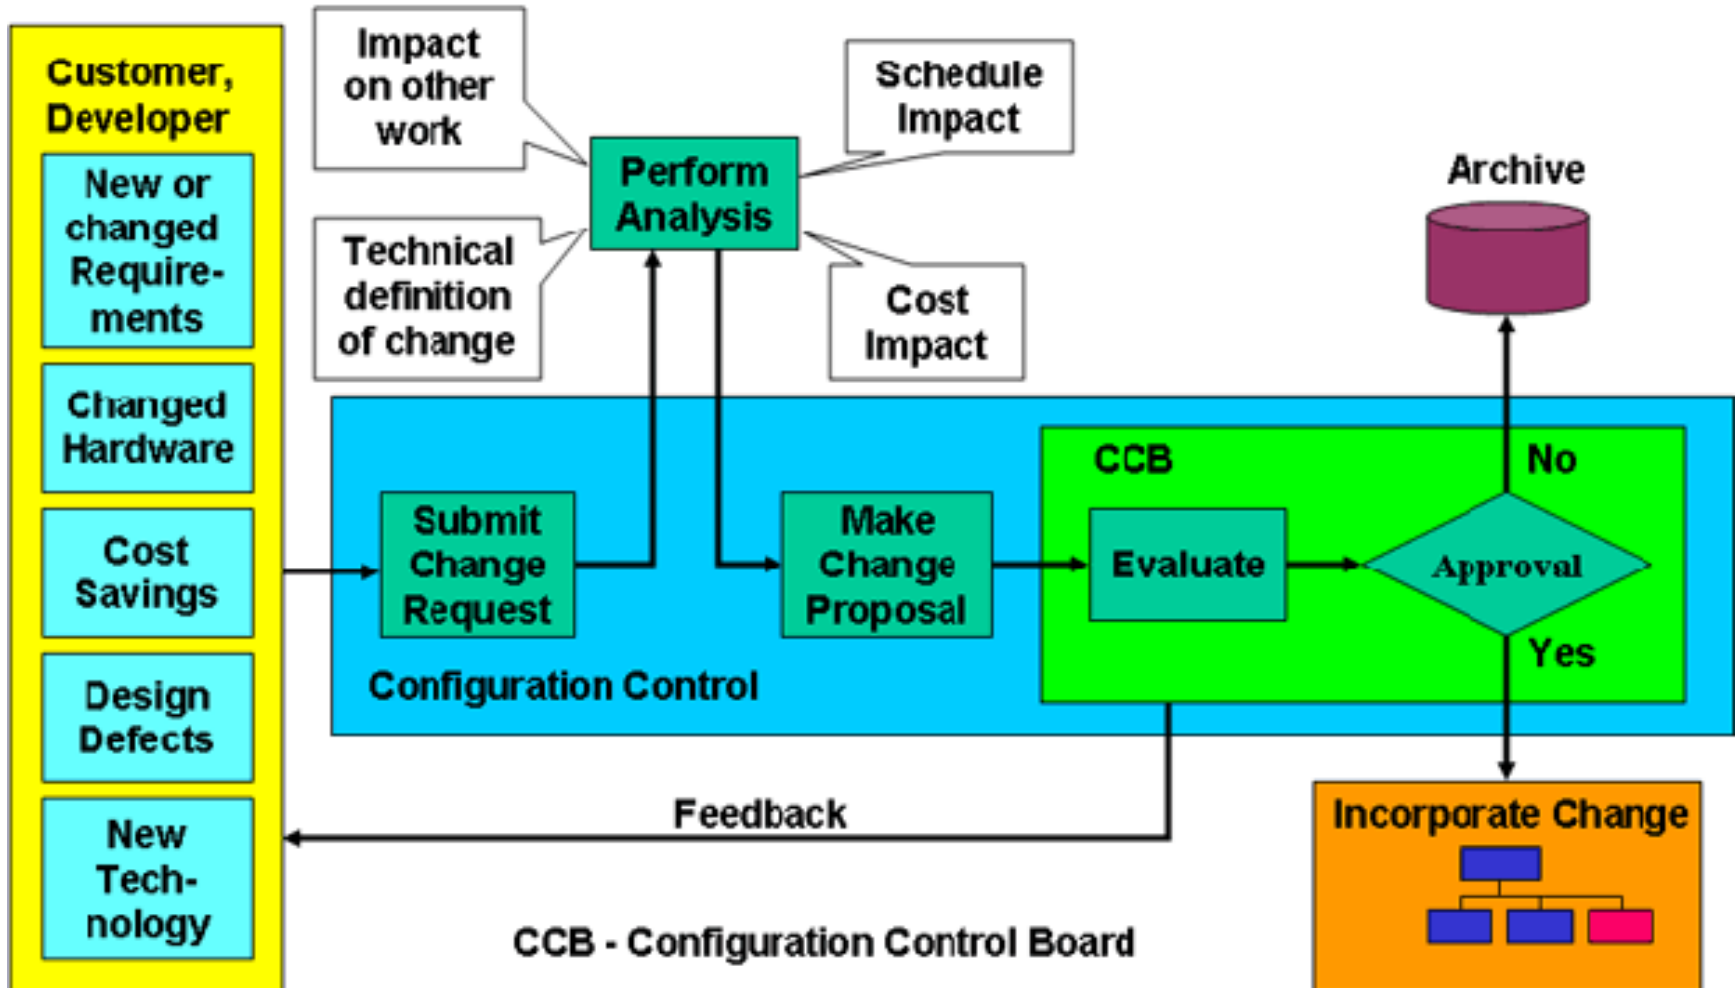 Customer,
Developer
New or
changed
Require-
ments
Changed
Hardware
Cost
Savings
Design
Defects
New
Tech-
nology
Impact
on other
work
Technical
definition
of change
Perform
Analysis
Schedule
Impact
Cost
Impact
Archive
Submit
Change
Request
Make
Change
Proposal
CCB
Evaluate
Approval
No
Yes
Configuration Control
Feedback
Incorporate Change
CCB - Configuration Control Board